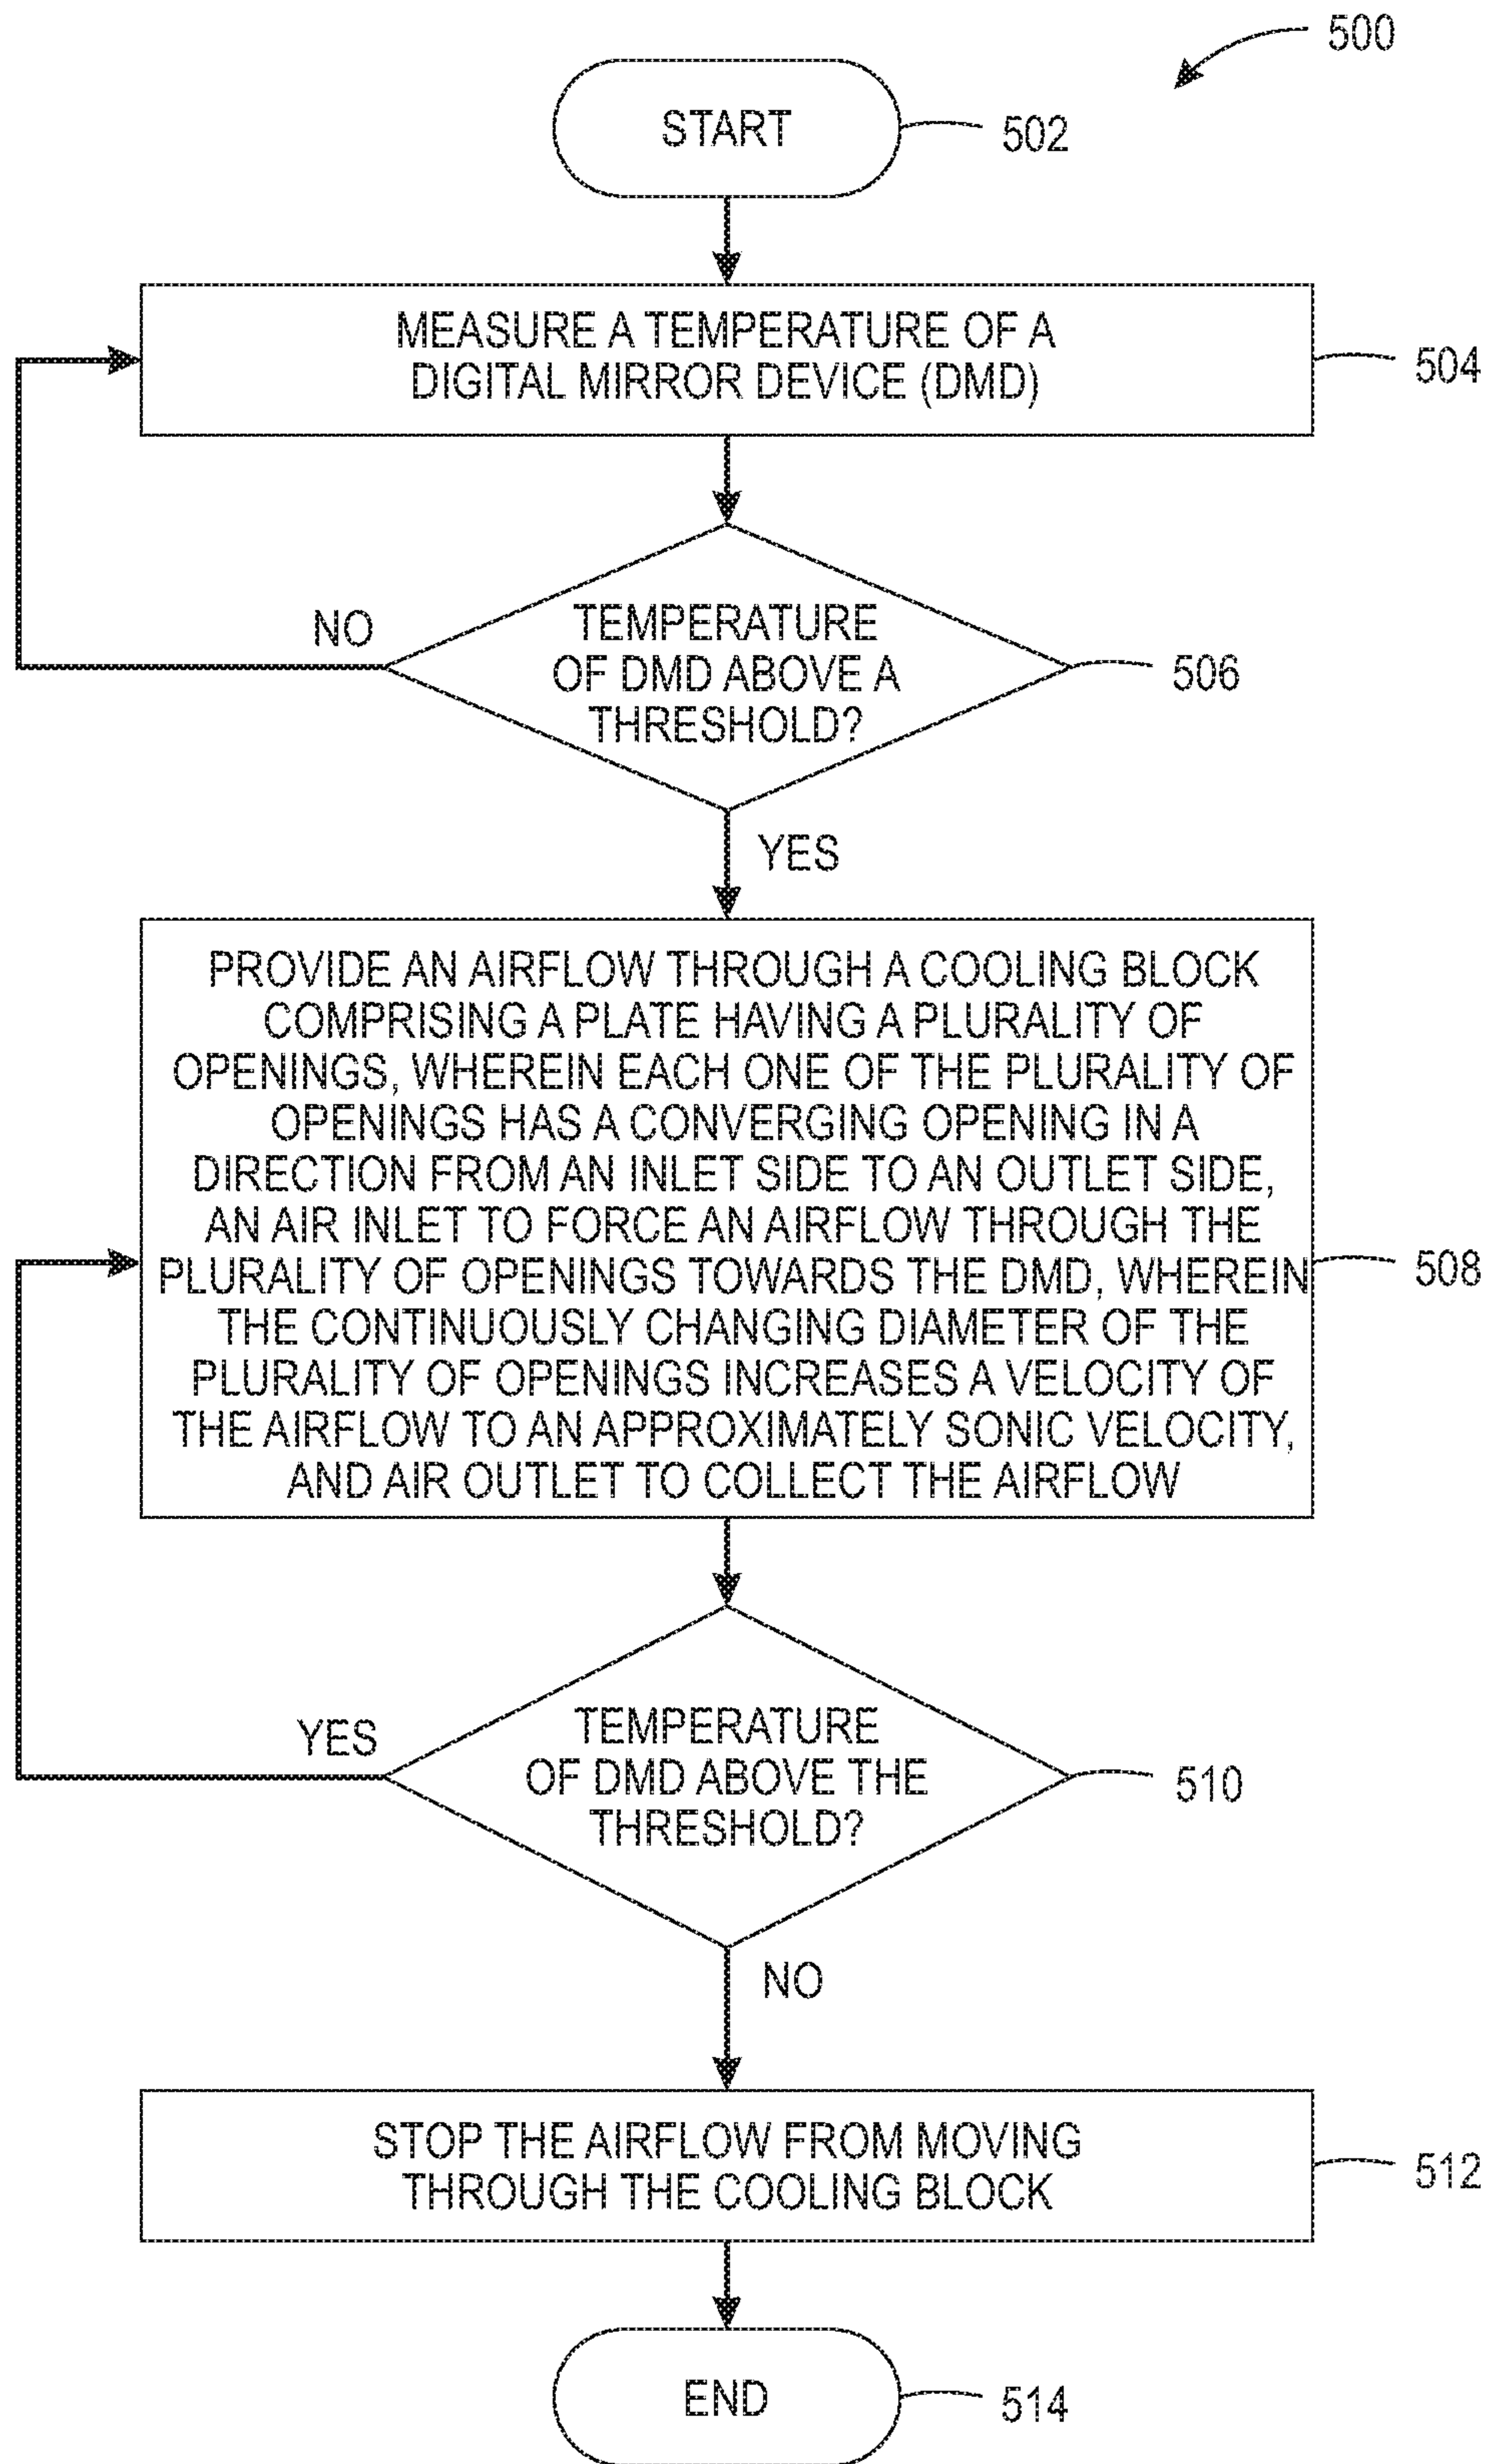 500
START
502
MEASURE A TEMPERATURE OF A
DIGITAL MIRROR DEVICE (DMD)
504
NO
TEMPERATURE
OF DMD ABOVE A
THRESHOLD?
506
YES
PROVIDE AN AIRFLOW THROUGH A COOLING BLOCK
COMPRISING A PLATE HAVING A PLURALITY OF
OPENINGS, WHEREIN EACH ONE OF THE PLURALITY OF
OPENINGS HAS A CONVERGING OPENING IN A
DIRECTION FROM AN INLET SIDE TO AN OUTLET SIDE,
AN AIR INLET TO FORCE AN AIRFLOW THROUGH THE
PLURALITY OF OPENINGS TOWARDS THE DMD, WHEREIN
THE CONTINUOUSLY CHANGING DIAMETER OF THE
PLURALITY OF OPENINGS INCREASES A VELOCITY OF
THE AIRFLOW TO AN APPROXIMATELY SONIC VELOCITY,
AND AIR OUTLET TO COLLECT THE AIRFLOW
508
YES
TEMPERATURE
OF DMD ABOVE THE
THRESHOLD?
510
NO
STOP THE AIRFLOW FROM MOVING
THROUGH THE COOLING BLOCK
512
END
514